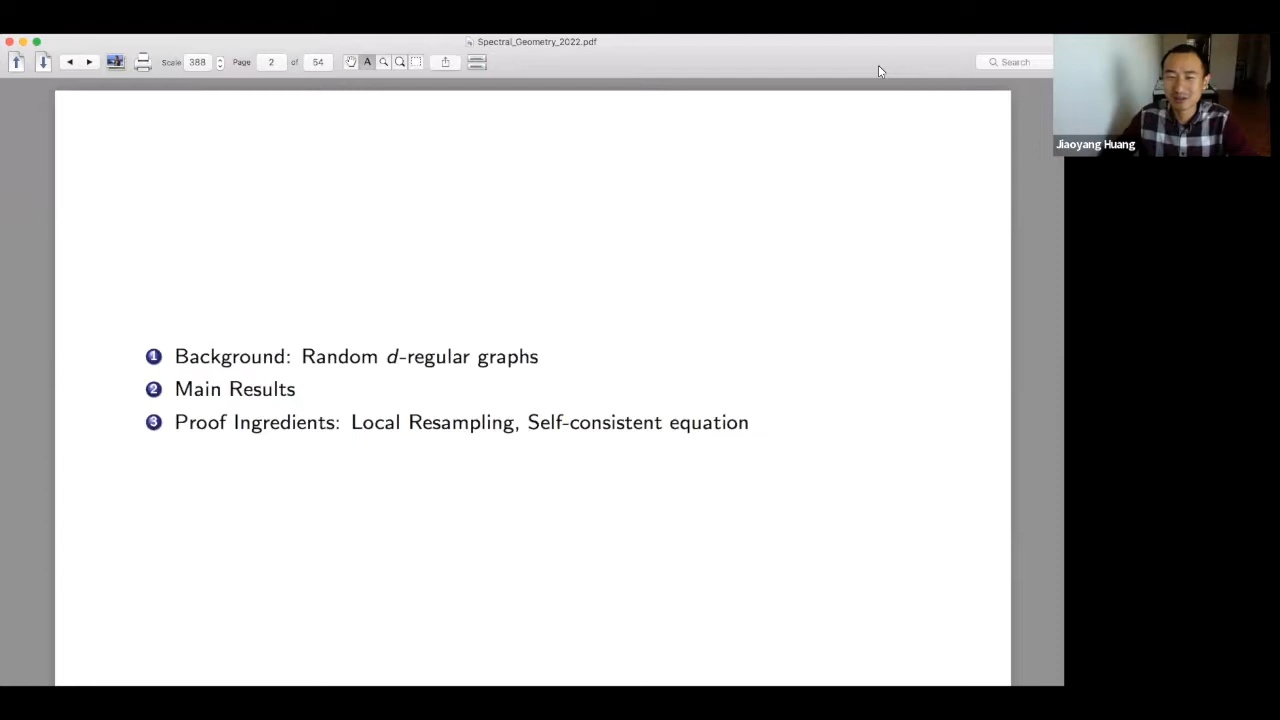 Spectral_Geometry_2022.pdf
Scale 388 Page 2 of 54 A Search
Jiaoyang Huang
1 Background: Random d-regular graphs
2 Main Results
3 Proof Ingredients: Local Resampling, Self-consistent equation